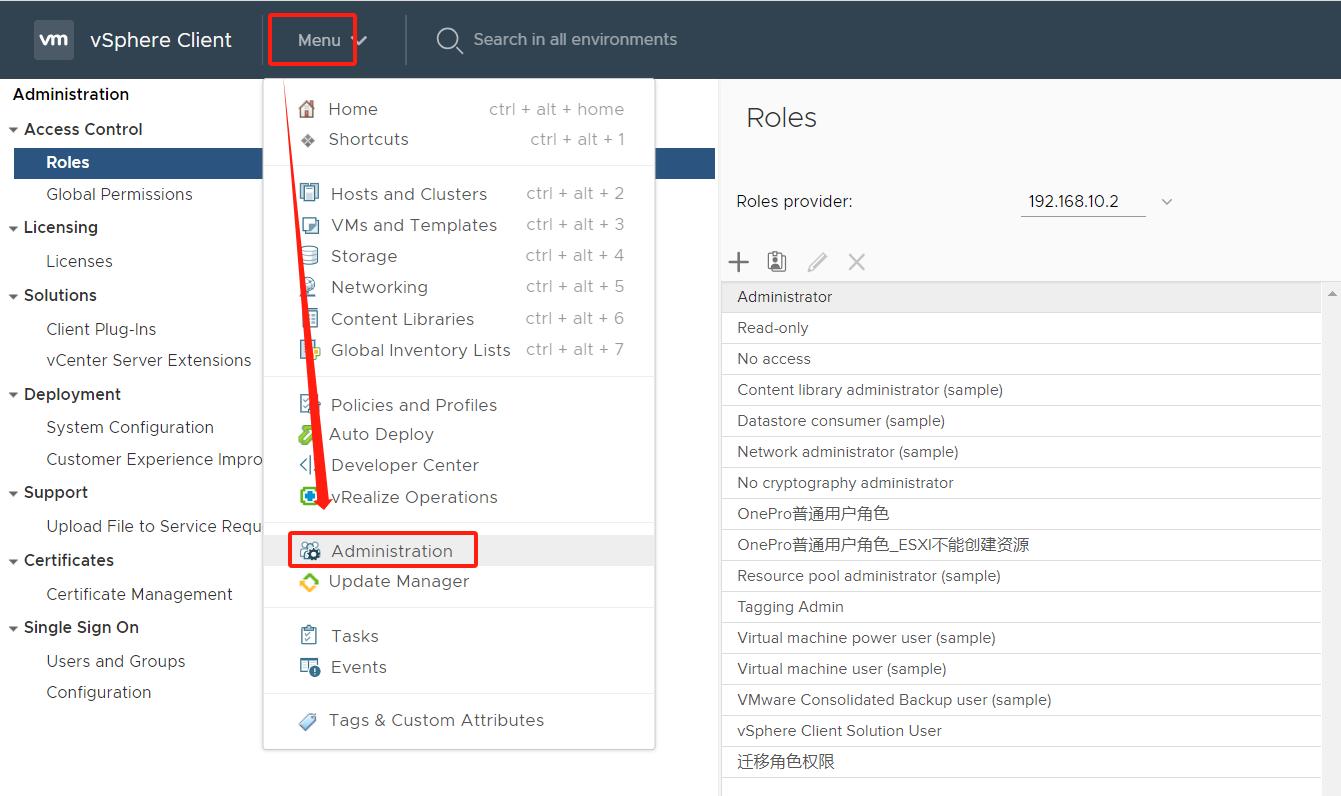 vm vSphere Client Menu Search in all environments
Administration
Access Control
Roles
Global Permissions
Licensing
Licenses
Solutions
Client Plug-Ins
vCenter Server Extensions
Deployment
System Configuration
Customer Experience Impro
Support
Upload File to Service Requ
Certificates
Certificate Management
Single Sign On
Users and Groups
Configuration
Home ctrl + alt + home
Shortcuts ctrl + alt + 1
Hosts and Clusters ctrl + alt + 2
VMs and Templates ctrl + alt + 3
Storage ctrl + alt + 4
Networking ctrl + alt + 5
Content Libraries ctrl + alt + 6
Global Inventory Lists ctrl + alt + 7
Policies and Profiles
Auto Deploy
Developer Center
vRealize Operations
Administration
Update Manager
Tasks
Events
Tags & Custom Attributes
Roles
Roles provider: 192.168.10.2
Administrator
Read-only
No access
Content library administrator (sample)
Datastore consumer (sample)
Network administrator (sample)
No cryptography administrator
OnePro普通用户角色
OnePro普通用户角色_ESXI不能创建资源
Resource pool administrator (sample)
Tagging Admin
Virtual machine power user (sample)
Virtual machine user (sample)
VMware Consolidated Backup user (sample)
vSphere Client Solution User
迁移角色权限